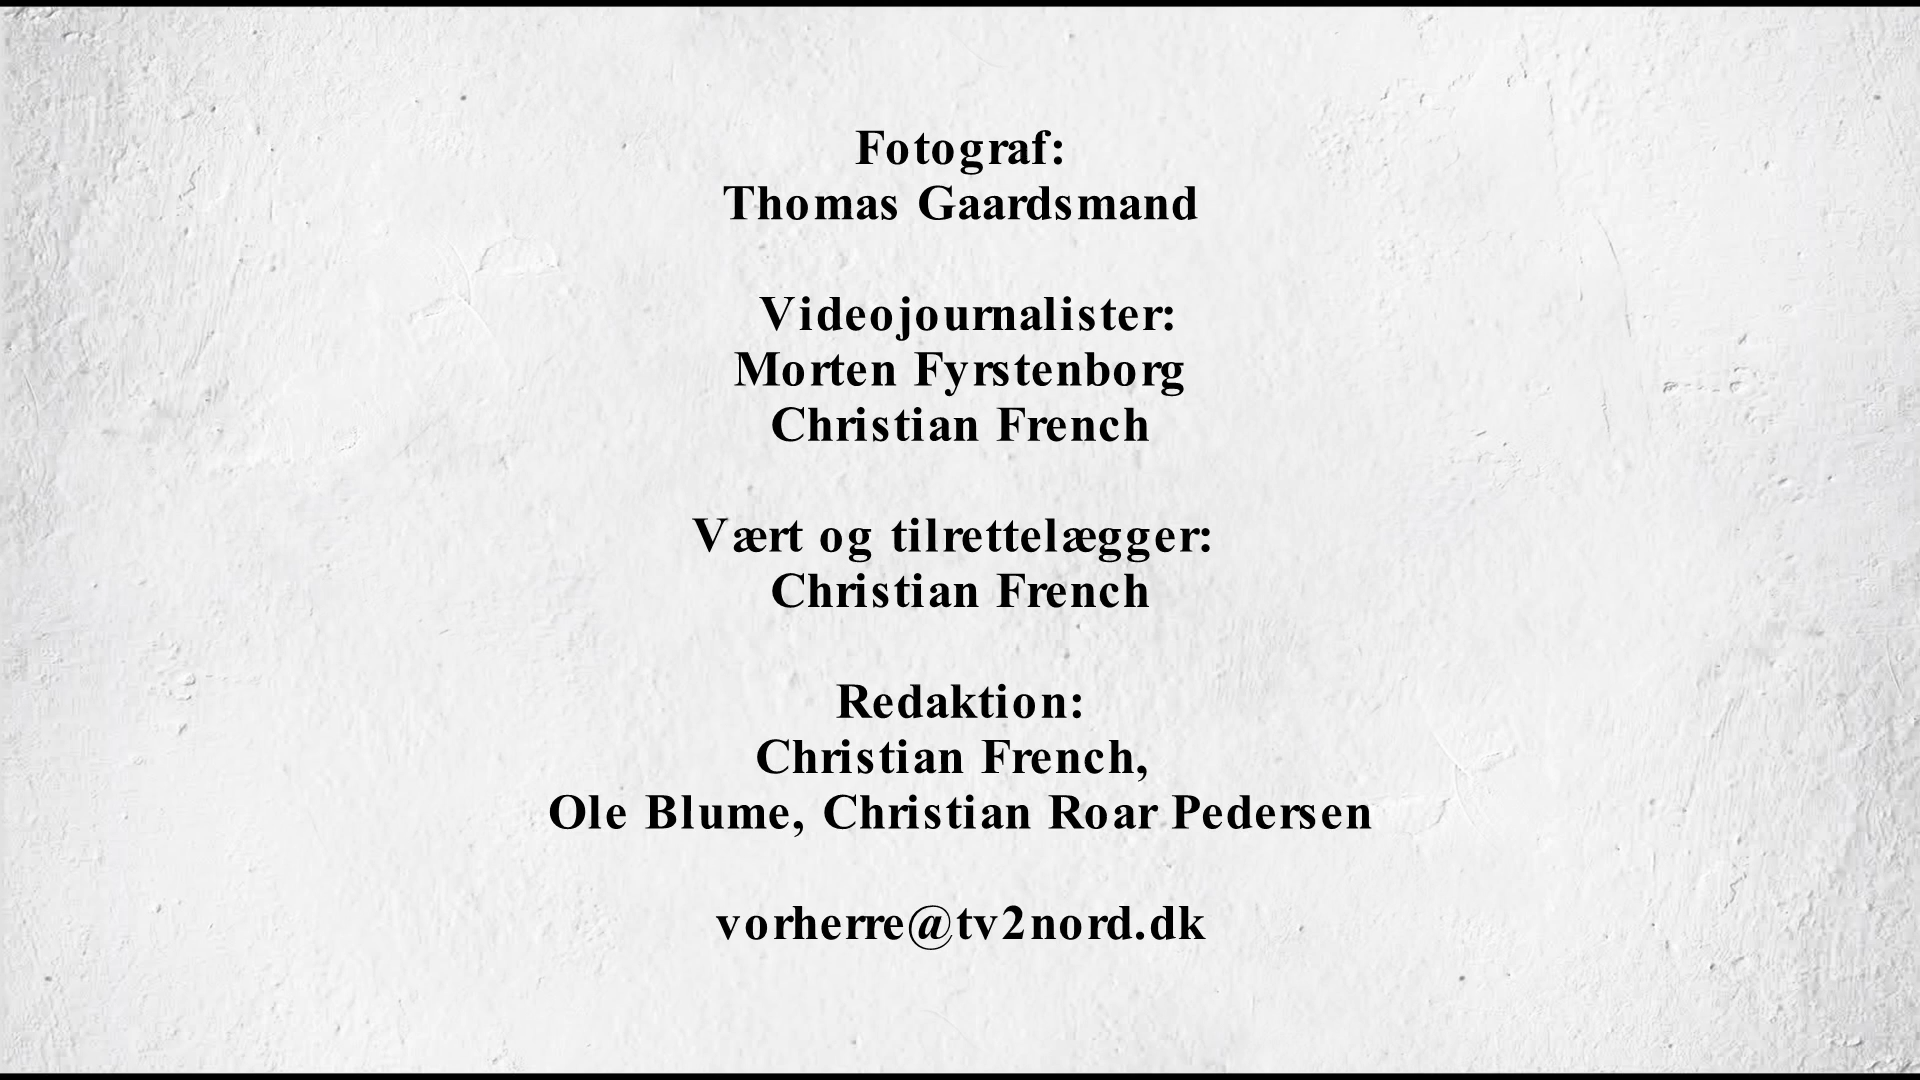 Fotograf:
Thomas Gaardsmand
Videojournalister:
Morten Fyrstenborg
Christian French
Vært og tilrettelægger:
Christian French
Redaktion:
Christian French,
Ole Blume, Christian Roar Pedersen
vorherre@tv2nord.dk